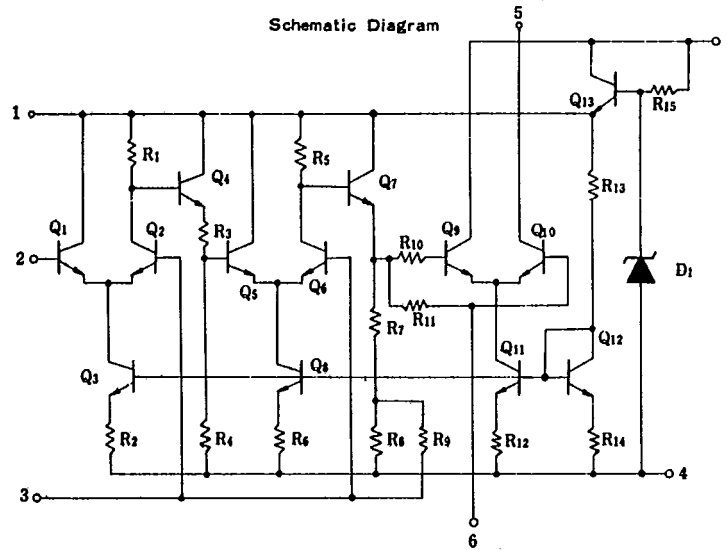 Schematic Diagram
5
1
Q13
R15
R1
Q4
R5
Q7
R13
Q1
Q2
R3
Q9
Q10
R10
2
D1
Q5
Q6
R7
R11
Q12
Q3
Q8
Q11
R2
R4
R6
R8
R9
R12
R14
4
3
6